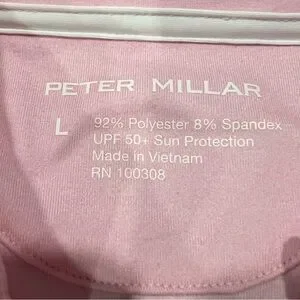 PETER MILLAR
L
92% Polyester 8% Spandex
UPF 50+ Sun Protection
Made in Vietnam
RN 100308